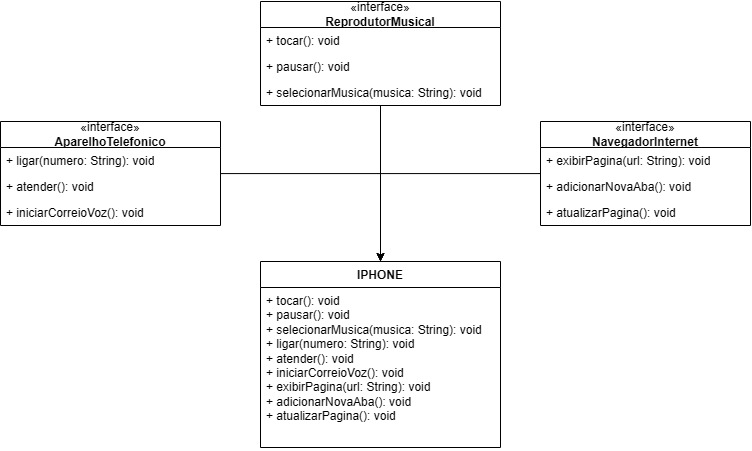 «interface»
ReprodutorMusical
+ tocar(): void
+ pausar(): void
+ selecionarMusica(musica: String): void
«interface»
AparelhoTelefonico
+ ligar(numero: String): void
+ atender(): void
+ iniciarCorreioVoz(): void
«interface»
NavegadorInternet
+ exibirPagina(url: String): void
+ adicionarNovaAba(): void
+ atualizarPagina(): void
IPHONE
+ tocar(): void
+ pausar(): void
+ selecionarMusica(musica: String): void
+ ligar(numero: String): void
+ atender(): void
+ iniciarCorreioVoz(): void
+ exibirPagina(url: String): void
+ adicionarNovaAba(): void
+ atualizarPagina(): void